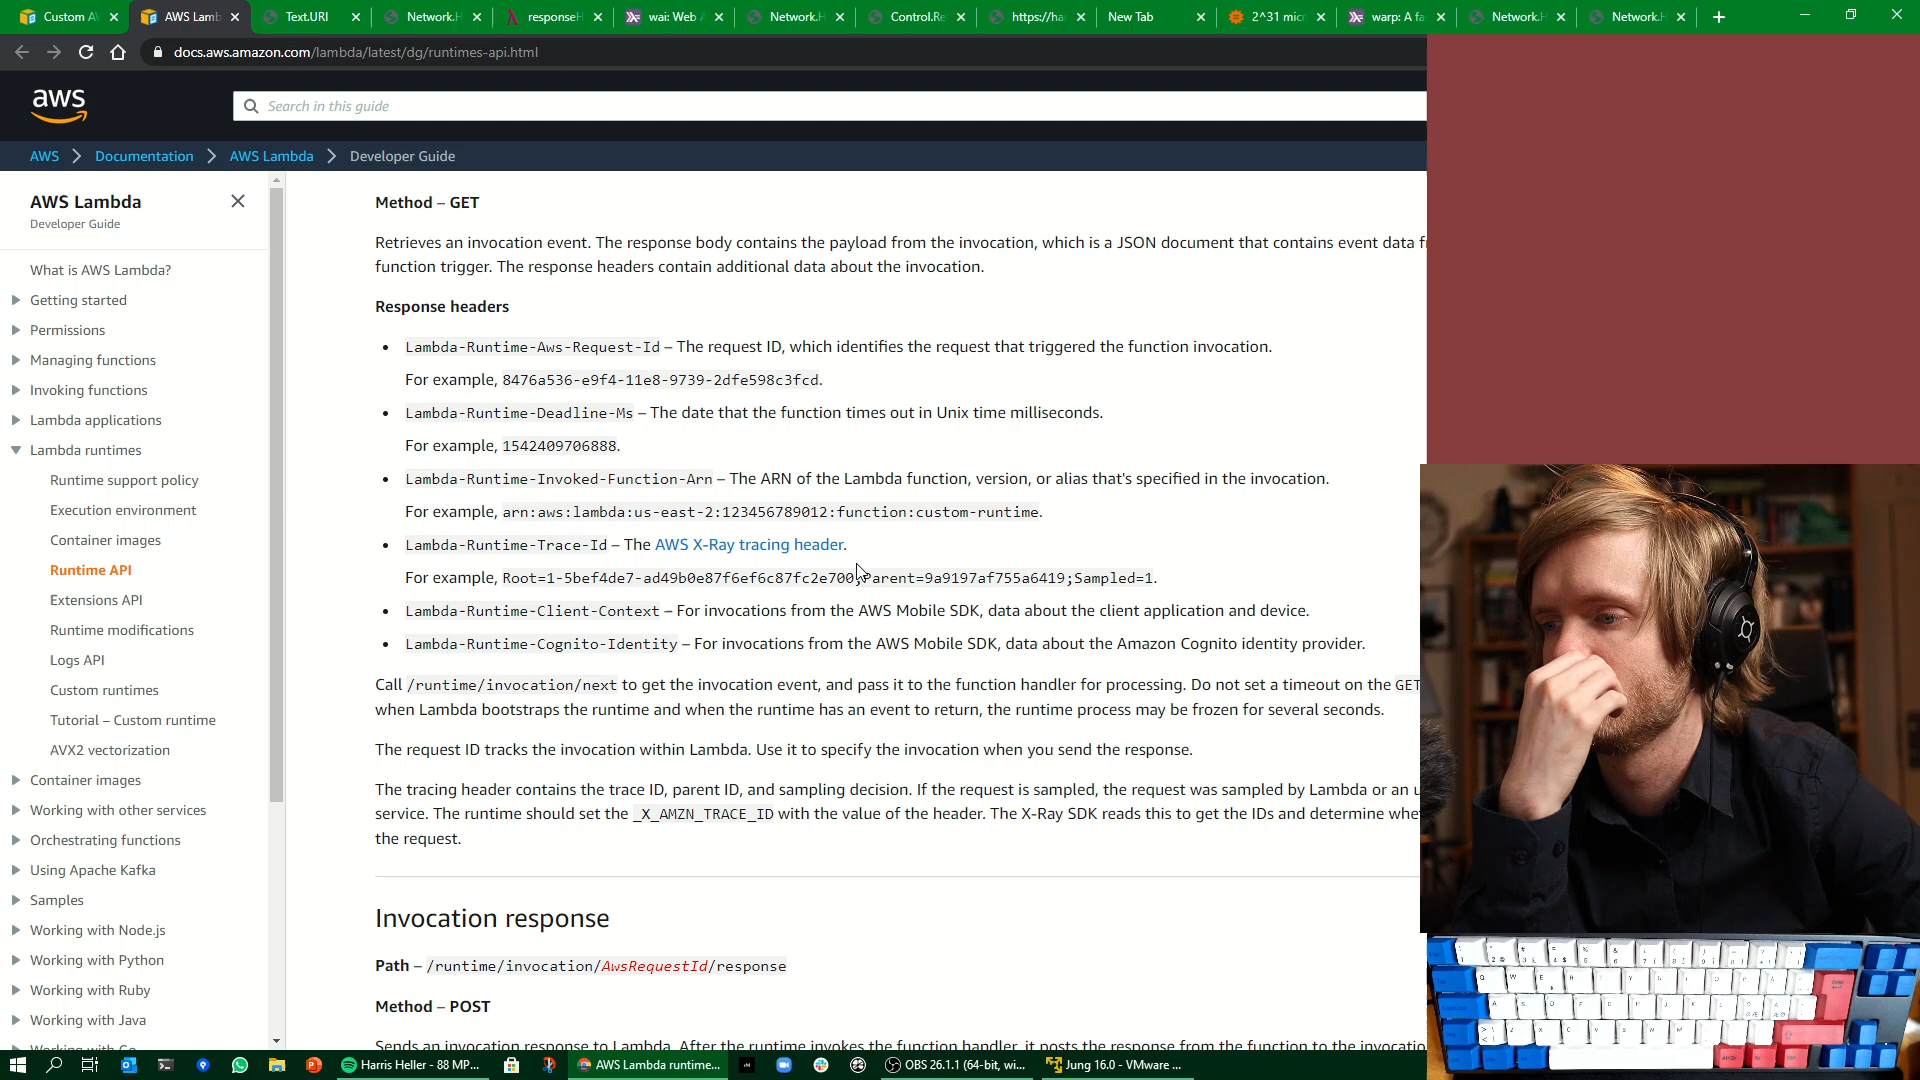 Custom A
AWS Lamb
Text.URI
Network.H
responseH
wai: Web A
Network.H
Control.Re
https://ha
New Tab
2^31 micr
warp: A fa
Network.H
Network.H
docs.aws.amazon.com/lambda/latest/dg/runtimes-api.html
aws
Search in this guide
AWS
Documentation
AWS Lambda
Developer Guide
AWS Lambda
Developer Guide
What is AWS Lambda?
Getting started
Permissions
Managing functions
Invoking functions
Lambda applications
Lambda runtimes
Runtime support policy
Execution environment
Container images
Runtime API
Extensions API
Runtime modifications
Logs API
Custom runtimes
Tutorial – Custom runtime
AVX2 vectorization
Container images
Working with other services
Orchestrating functions
Using Apache Kafka
Samples
Working with Node.js
Working with Python
Working with Ruby
Working with Java
Working with Go
Method – GET
Retrieves an invocation event. The response body contains the payload from the invocation, which is a JSON document that contains event data f
function trigger. The response headers contain additional data about the invocation.
Response headers
Lambda-Runtime-Aws-Request-Id – The request ID, which identifies the request that triggered the function invocation.
For example, 8476a536-e9f4-11e8-9739-2dfe598c3fcd.
Lambda-Runtime-Deadline-Ms – The date that the function times out in Unix time milliseconds.
For example, 1542409706888.
Lambda-Runtime-Invoked-Function-Arn – The ARN of the Lambda function, version, or alias that's specified in the invocation.
For example, arn:aws:lambda:us-east-2:123456789012:function:custom-runtime.
Lambda-Runtime-Trace-Id – The AWS X-Ray tracing header.
For example, Root=1-5bef4de7-ad49b0e87f6ef6c87fc2e700;Parent=9a9197af755a6419;Sampled=1.
Lambda-Runtime-Client-Context – For invocations from the AWS Mobile SDK, data about the client application and device.
Lambda-Runtime-Cognito-Identity – For invocations from the AWS Mobile SDK, data about the Amazon Cognito identity provider.
Call /runtime/invocation/next to get the invocation event, and pass it to the function handler for processing. Do not set a timeout on the GET
when Lambda bootstraps the runtime and when the runtime has an event to return, the runtime process may be frozen for several seconds.
The request ID tracks the invocation within Lambda. Use it to specify the invocation when you send the response.
The tracing header contains the trace ID, parent ID, and sampling decision. If the request is sampled, the request was sampled by Lambda or an u
service. The runtime should set the _X_AMZN_TRACE_ID with the value of the header. The X-Ray SDK reads this to get the IDs and determine whe
the request.
Invocation response
Path – /runtime/invocation/AwsRequestId/response
Method – POST
Sends an invocation response to Lambda. After the runtime invokes the function handler, it posts the response from the function to the invocatio
Harris Heller - 88 MP...
AWS Lambda runtime...
OBS 26.1.1 (64-bit, wi...
Jung 16.0 - VMware ...